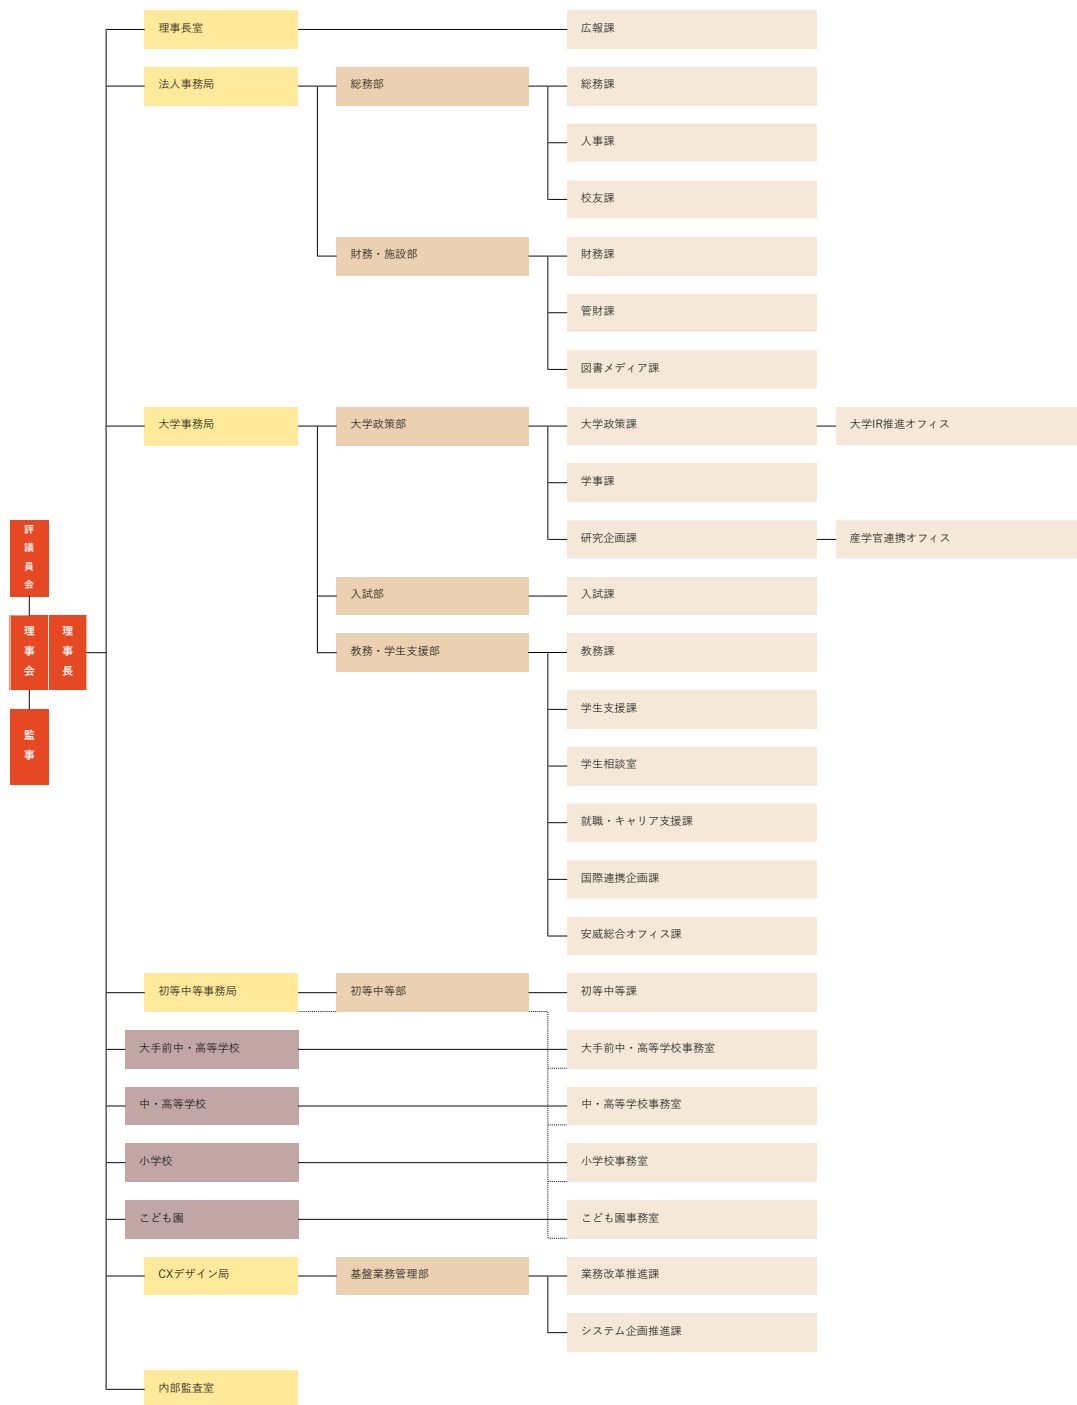 理事長室
広報課
法人事務局
総務部
総務課
人事課
校友課
財務・施設部
財務課
管財課
図書メディア課
大学事務局
大学政策部
大学政策課
大学IR推進オフィス
学事課
研究企画課
産学官連携オフィス
入試部
入試課
教務・学生支援部
教務課
学生支援課
学生相談室
就職・キャリア支援課
国際連携企画課
安威総合オフィス課
評議員会
理事会
理事長
監事
初等中等事務局
初等中等部
初等中等課
大手前中・高等学校
大手前中・高等学校事務室
中・高等学校
中・高等学校事務室
小学校
小学校事務室
こども園
こども園事務室
CXデザイン局
基盤業務管理部
業務改革推進課
システム企画推進課
内部監査室